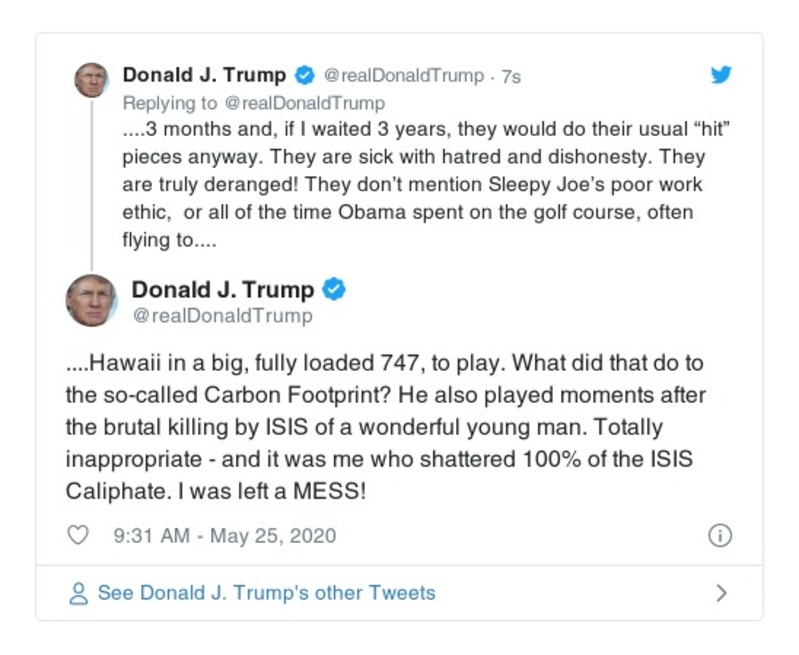 Donald J. Trump @realDonaldTrump · 7s
Replying to @realDonaldTrump
....3 months and, if I waited 3 years, they would do their usual “hit”
pieces anyway. They are sick with hatred and dishonesty. They
are truly deranged! They don’t mention Sleepy Joe’s poor work
ethic,  or all of the time Obama spent on the golf course, often
flying to....
Donald J. Trump
@realDonaldTrump
....Hawaii in a big, fully loaded 747, to play. What did that do to
the so-called Carbon Footprint? He also played moments after
the brutal killing by ISIS of a wonderful young man. Totally
inappropriate - and it was me who shattered 100% of the ISIS
Caliphate. I was left a MESS!
9:31 AM - May 25, 2020
See Donald J. Trump's other Tweets